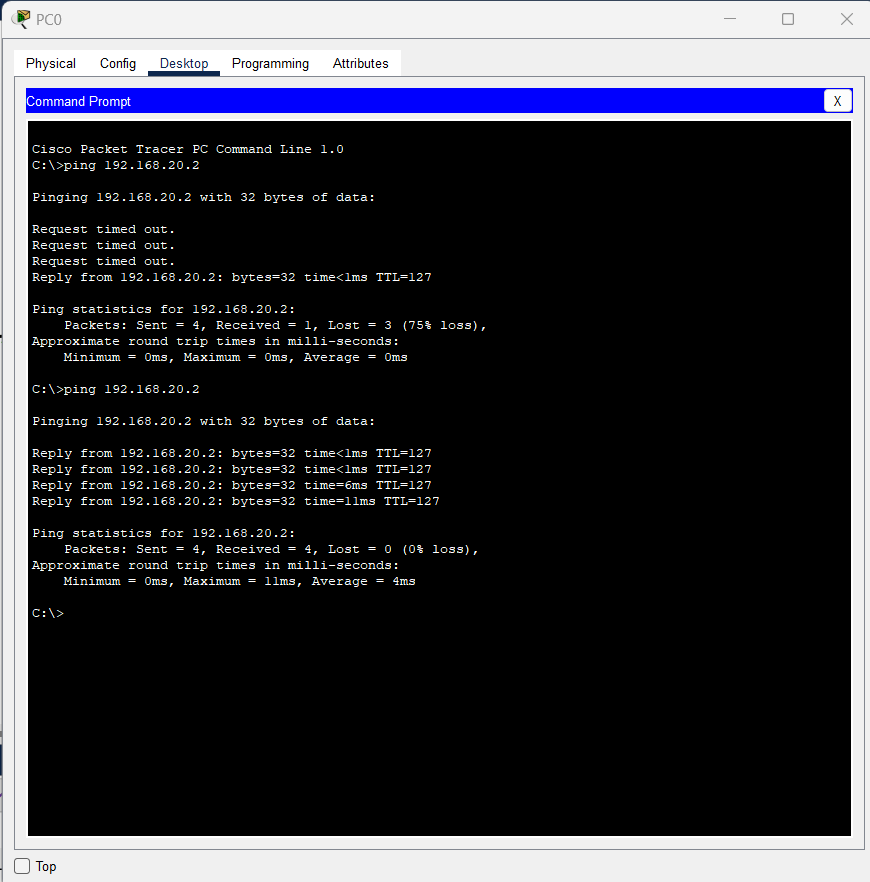 PC0
Physical Config Desktop Programming Attributes
Command Prompt
X
Cisco Packet Tracer PC Command Line 1.0
C:\>ping 192.168.20.2
Pinging 192.168.20.2 with 32 bytes of data:
Request timed out.
Request timed out.
Request timed out.
Reply from 192.168.20.2: bytes=32 time<1ms TTL=127
Ping statistics for 192.168.20.2:
Packets: Sent = 4, Received = 1, Lost = 3 (75% loss),
Approximate round trip times in milli-seconds:
Minimum = 0ms, Maximum = 0ms, Average = 0ms
C:\>ping 192.168.20.2
Pinging 192.168.20.2 with 32 bytes of data:
Reply from 192.168.20.2: bytes=32 time<1ms TTL=127
Reply from 192.168.20.2: bytes=32 time<1ms TTL=127
Reply from 192.168.20.2: bytes=32 time=6ms TTL=127
Reply from 192.168.20.2: bytes=32 time=11ms TTL=127
Ping statistics for 192.168.20.2:
Packets: Sent = 4, Received = 4, Lost = 0 (0% loss),
Approximate round trip times in milli-seconds:
Minimum = 0ms, Maximum = 11ms, Average = 4ms
C:\>
Top